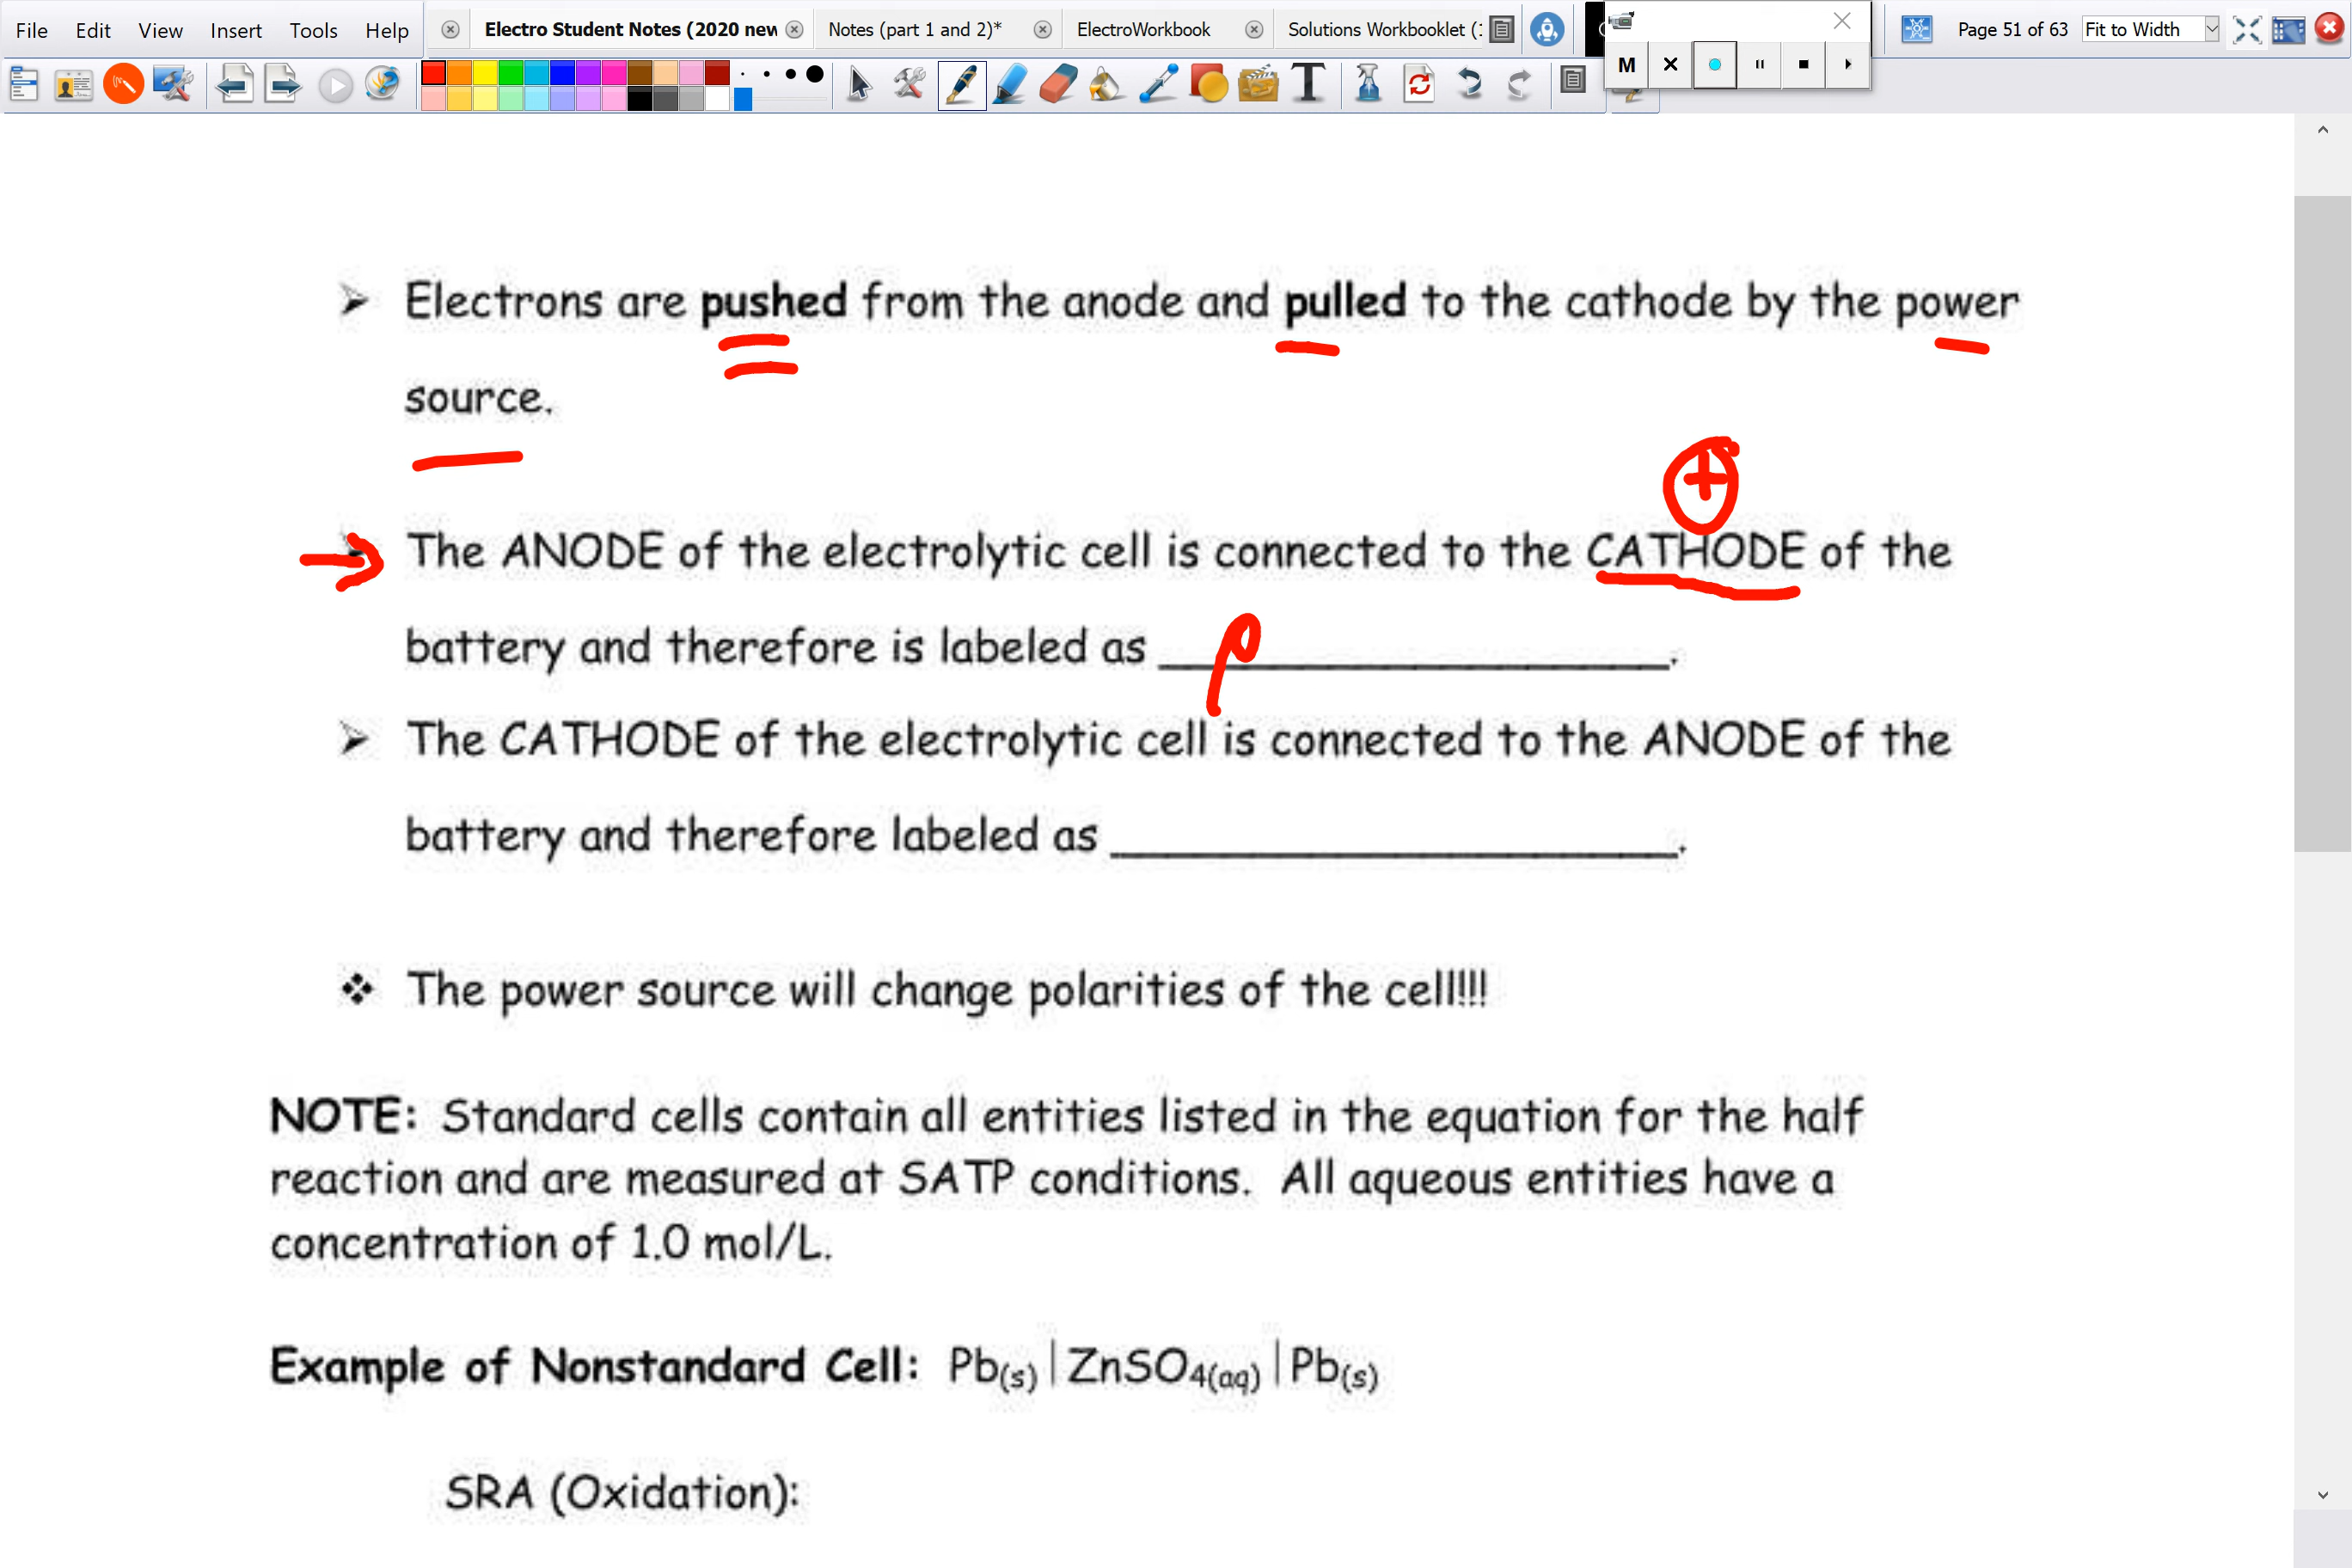 File Edit View Insert Tools Help
Electro Student Notes (2020 new
Notes (part 1 and 2)*
ElectroWorkbook
Solutions Workbooklet (1
Page 51 of 63
Fit to Width
M
Electrons are pushed from the anode and pulled to the cathode by the power
source.
+
The ANODE of the electrolytic cell is connected to the CATHODE of the
battery and therefore is labeled as p.
The CATHODE of the electrolytic cell is connected to the ANODE of the
battery and therefore labeled as ____________________.
The power source will change polarities of the cell!!!
NOTE: Standard cells contain all entities listed in the equation for the half
reaction and are measured at SATP conditions. All aqueous entities have a
concentration of 1.0 mol/L.
Example of Nonstandard Cell: Pb(s)|ZnSO4(aq)|Pb(s)
SRA (Oxidation):